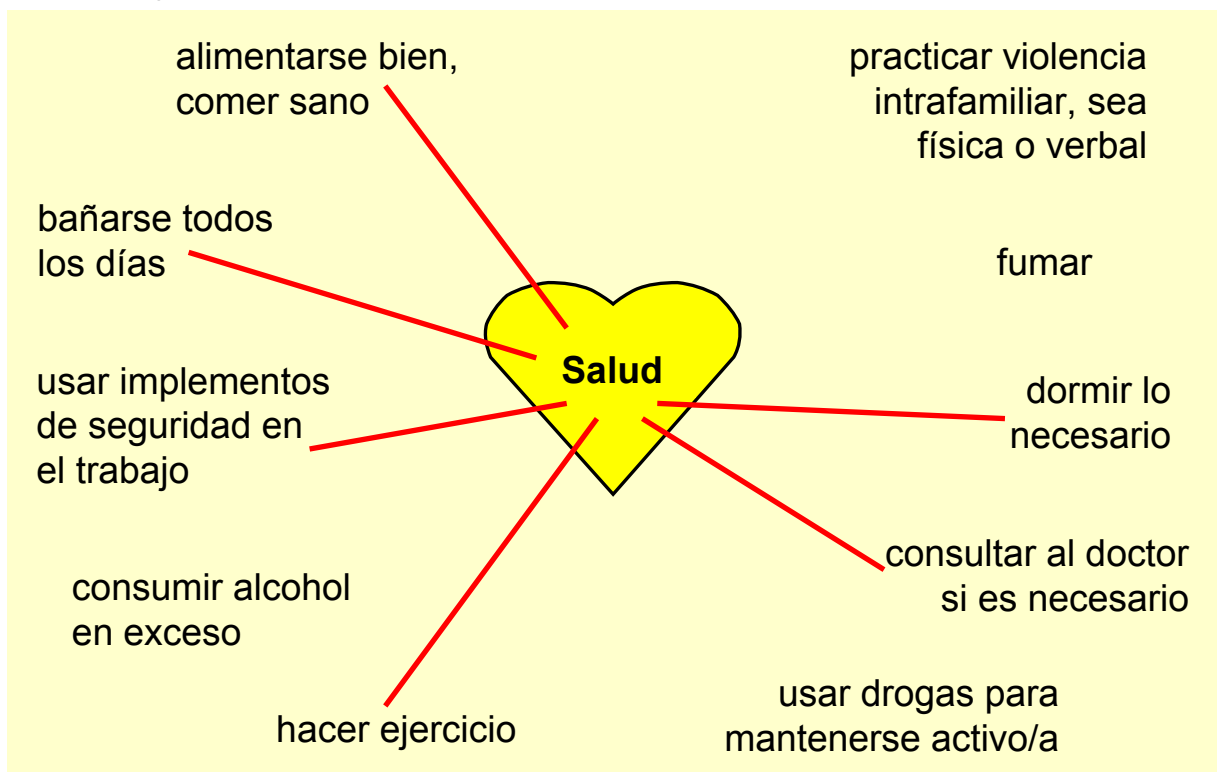 alimentarse bien,
comer sano
practicar violencia
intrafamiliar, sea
física o verbal
bañarse todos
los días
fumar
Salud
usar implementos
de seguridad en
el trabajo
dormir lo
necesario
consultar al doctor
si es necesario
consumir alcohol
en exceso
hacer ejercicio
usar drogas para
mantenerse activo/a